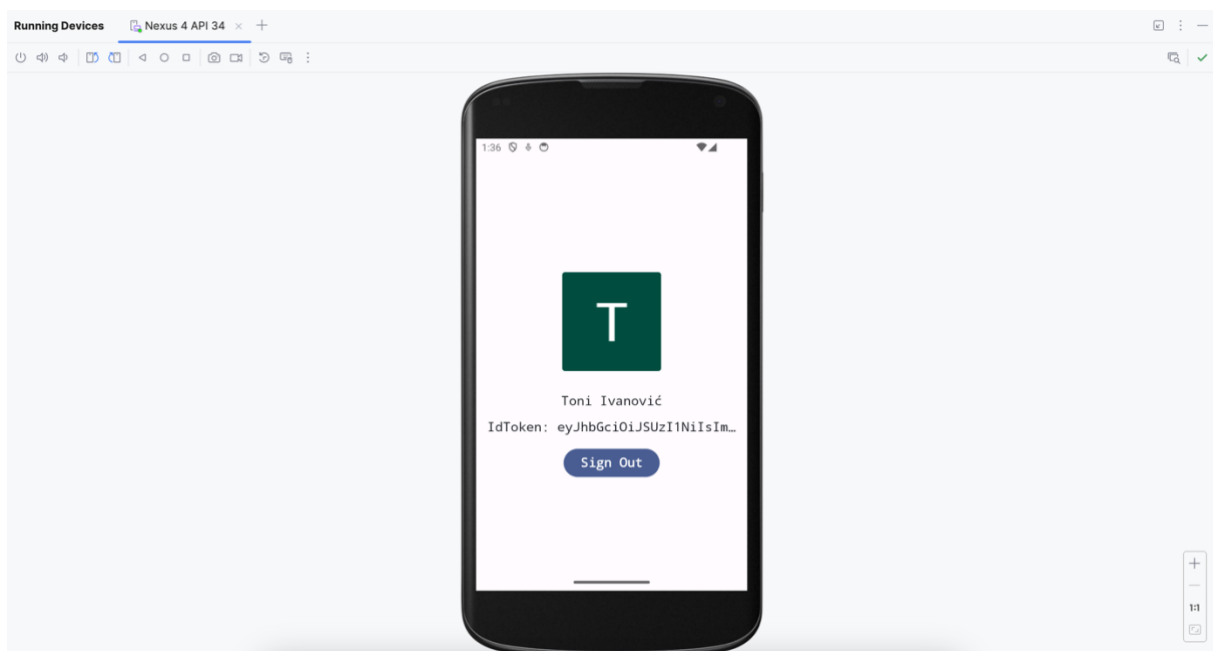 Running Devices Nexus 4 API 34
1:36
T
Toni Ivanović
IdToken: eyJhbGciOiJSUzI1NiIsIm…
Sign Out
1:1